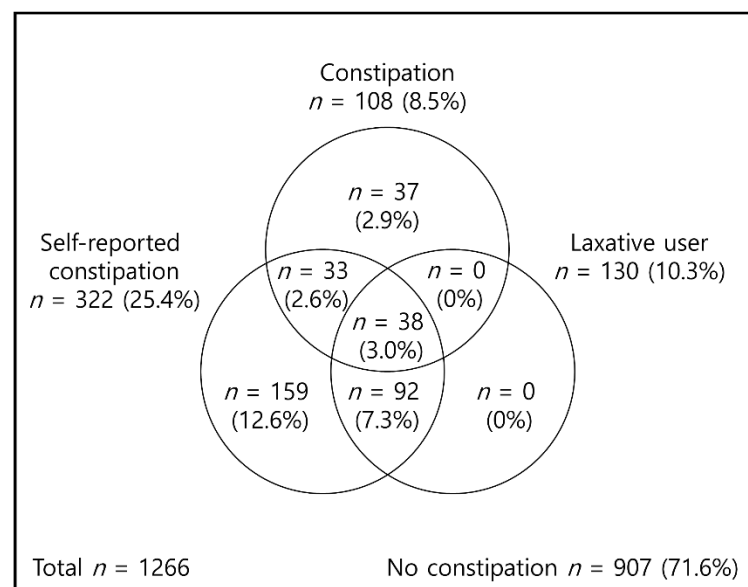 Constipation
n = 108 (8.5%)
n = 37
(2.9%)
Self-reported
constipation
n = 322 (25.4%)
Laxative user
n = 130 (10.3%)
n = 33
(2.6%)
n = 0
(0%)
n = 38
(3.0%)
n = 159
(12.6%)
n = 92
(7.3%)
n = 0
(0%)
Total n = 1266
No constipation n = 907 (71.6%)